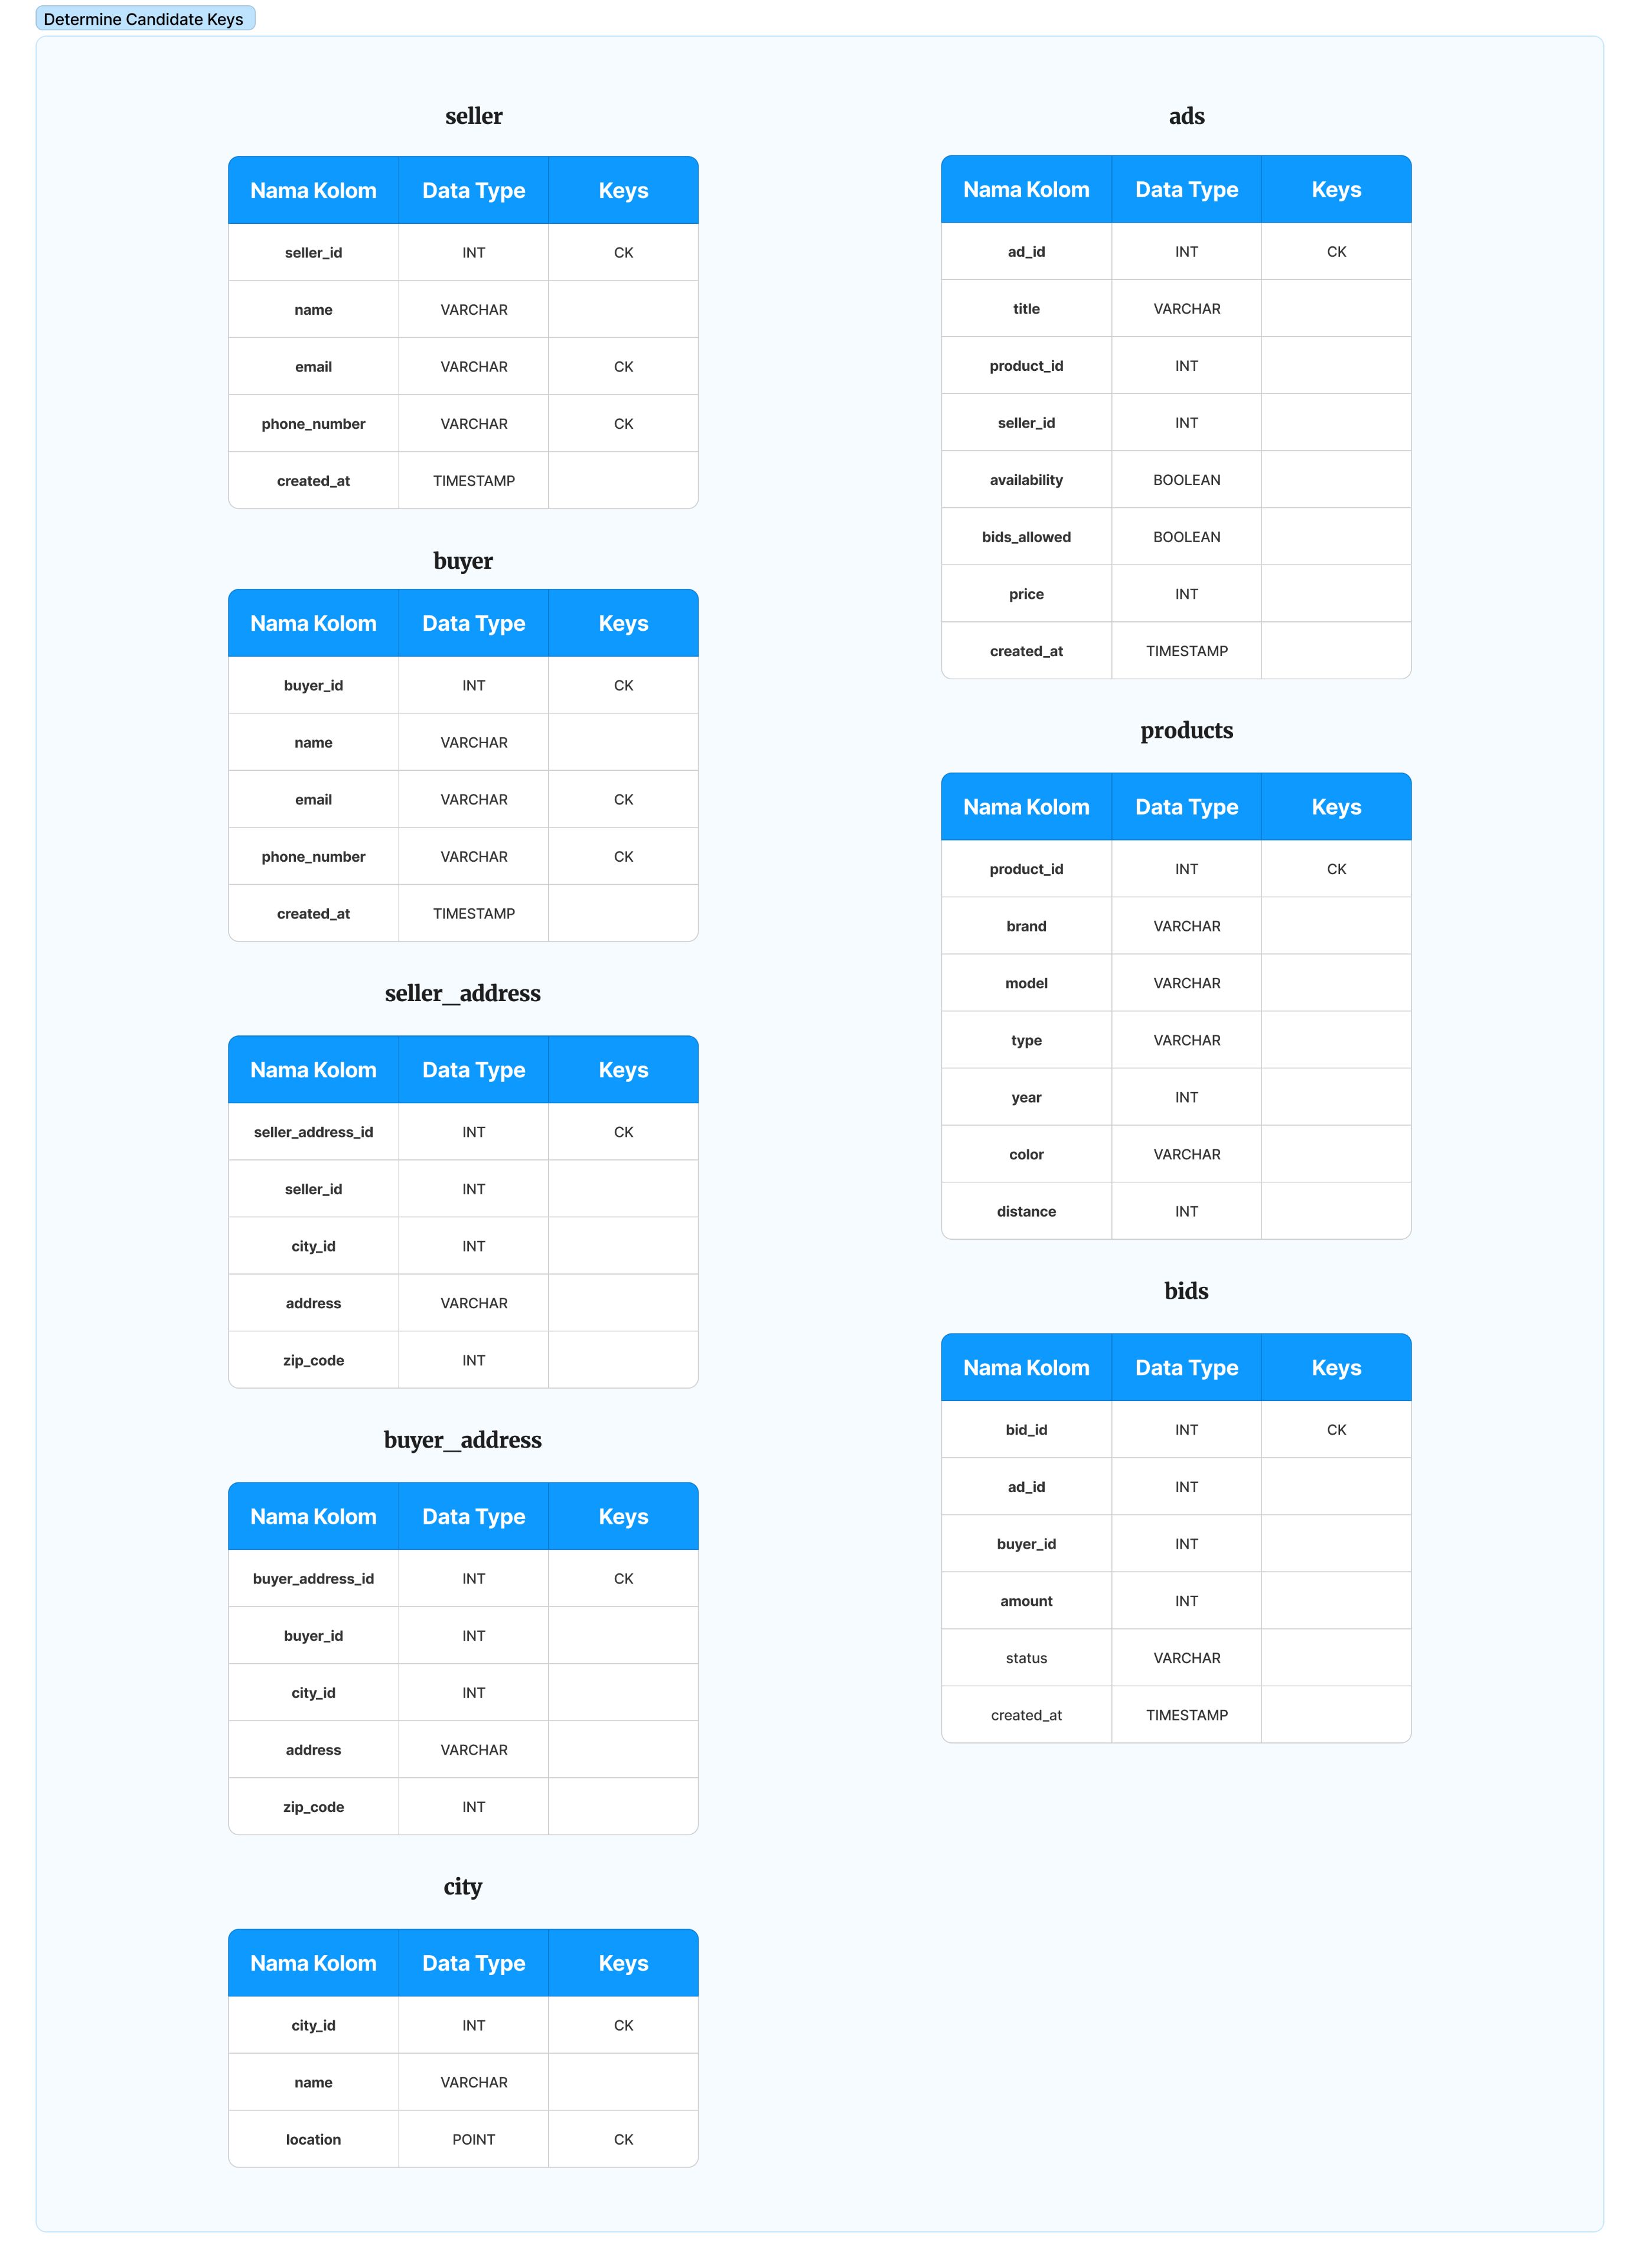 Determine Candidate Keys
seller
Nama Kolom Data Type Keys
seller_id INT CK
name VARCHAR
email VARCHAR CK
phone_number VARCHAR CK
created_at TIMESTAMP
buyer
Nama Kolom Data Type Keys
buyer_id INT CK
name VARCHAR
email VARCHAR CK
phone_number VARCHAR CK
created_at TIMESTAMP
seller_address
Nama Kolom Data Type Keys
seller_address_id INT CK
seller_id INT
city_id INT
address VARCHAR
zip_code INT
buyer_address
Nama Kolom Data Type Keys
buyer_address_id INT CK
buyer_id INT
city_id INT
address VARCHAR
zip_code INT
city
Nama Kolom Data Type Keys
city_id INT CK
name VARCHAR
location POINT CK
ads
Nama Kolom Data Type Keys
ad_id INT CK
title VARCHAR
product_id INT
seller_id INT
availability BOOLEAN
bids_allowed BOOLEAN
price INT
created_at TIMESTAMP
products
Nama Kolom Data Type Keys
product_id INT CK
brand VARCHAR
model VARCHAR
type VARCHAR
year INT
color VARCHAR
distance INT
bids
Nama Kolom Data Type Keys
bid_id INT CK
ad_id INT
buyer_id INT
amount INT
status VARCHAR
created_at TIMESTAMP